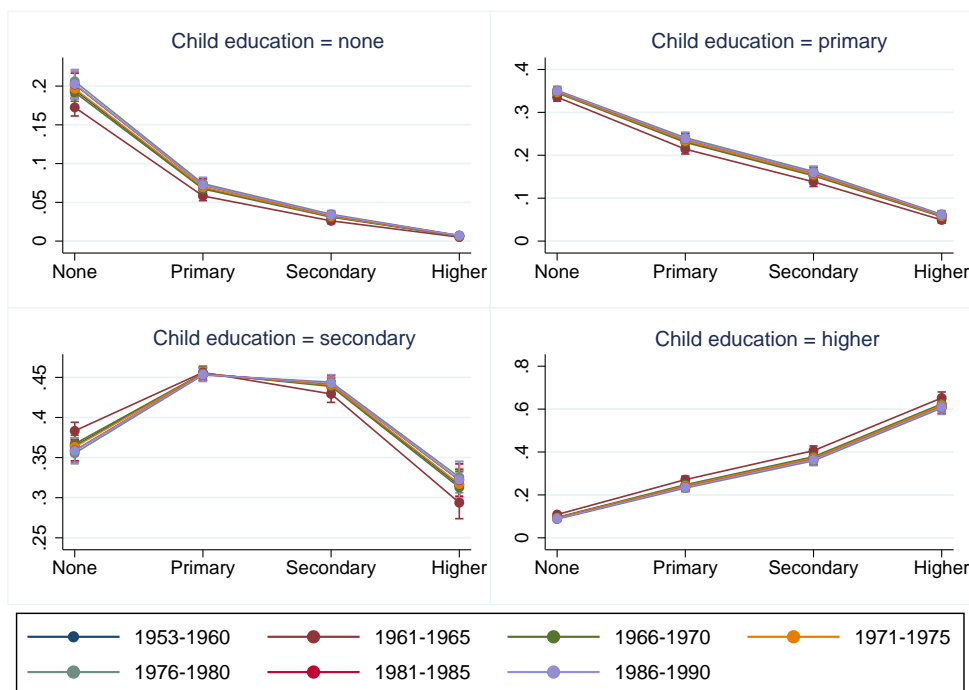 Child education = none
.2
.15
.1
.05
0
None Primary Secondary Higher
Child education = primary
.4
.3
.2
.1
0
None Primary Secondary Higher
Child education = secondary
.45
.4
.35
.3
.25
None Primary Secondary Higher
Child education = higher
.8
.6
.4
.2
0
None Primary Secondary Higher
1953-1960 1961-1965 1966-1970 1971-1975
1976-1980 1981-1985 1986-1990